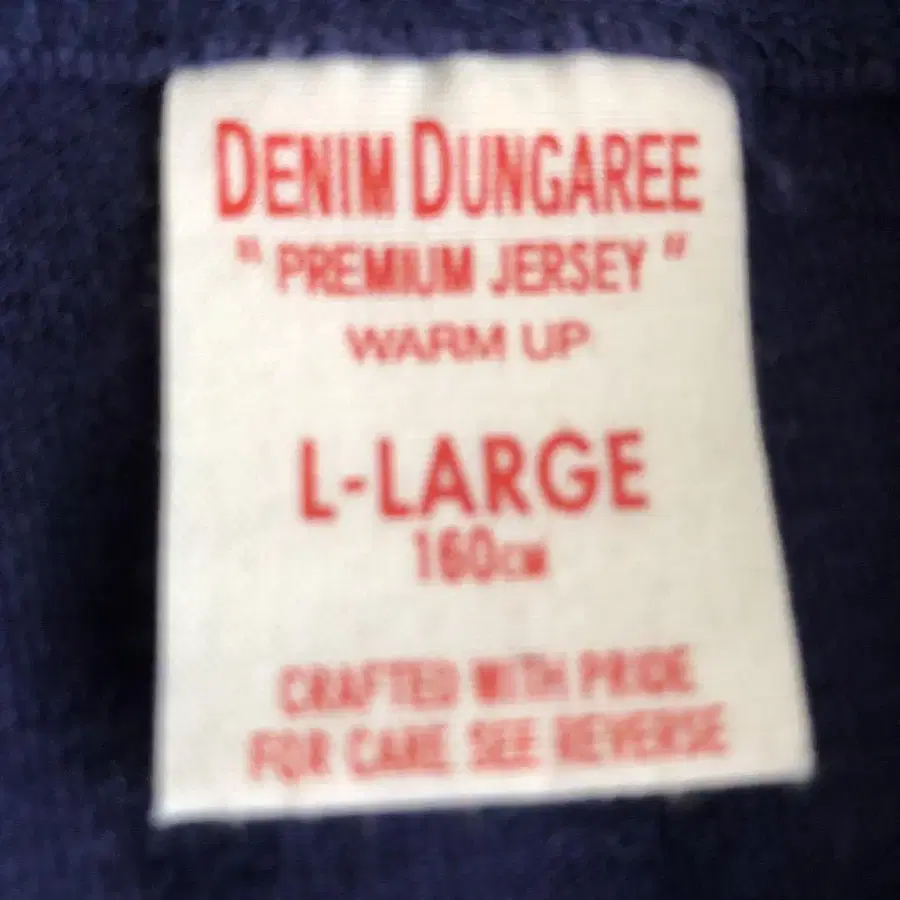 DENIM DUNGAREE
" PREMIUM JERSEY "
WARM UP
L-LARGE
160CM
CRAFTED WITH PRIDE
FOR CARE SEE REVERSE